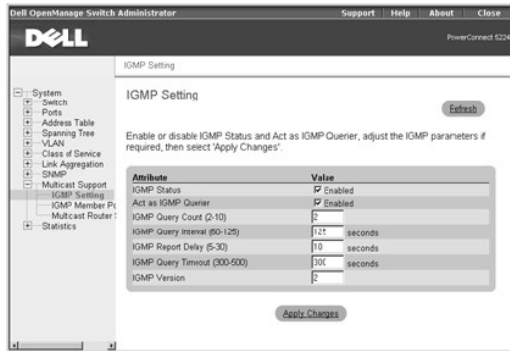 Dell OpenManage Switch Administrator Support Help About Close
DELL
PowerConnect 5224
IGMP Setting
System
Switch
Ports
Address Table
Spanning Tree
VLAN
Class of Service
Link Aggregation
SNMP
Multicast Support
IGMP Setting
IGMP Member Po
Multicast Router S
Statistics
IGMP Setting
Refresh
Enable or disable IGMP Status and Act as IGMP Querier, adjust the IGMP parameters if
required, then select 'Apply Changes'.
Attribute Value
IGMP Status Enabled
Act as IGMP Querier Enabled
IGMP Query Count (2-10) 2
IGMP Query Interval (60-125) 125 seconds
IGMP Report Delay (5-30) 10 seconds
IGMP Query Timeout (300-500) 300 seconds
IGMP Version 2
Apply Changes